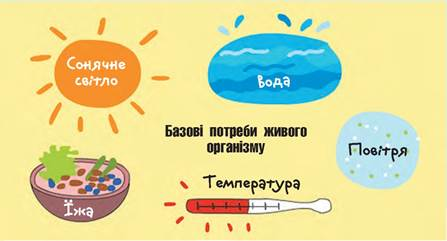 Сонячне
світло
Вода
Базові потреби живого
організму
Повітря
Їжа
Температура